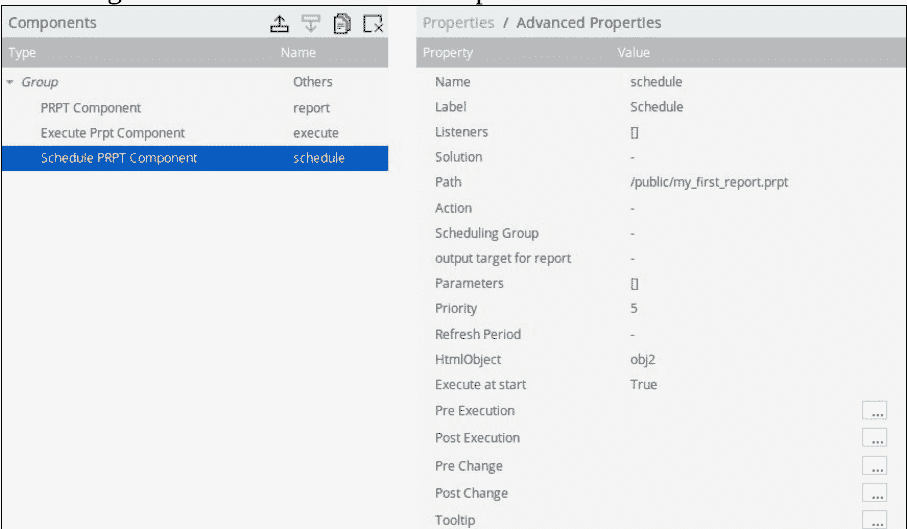 Components
Type Name
Group Others
PRPT Component report
Execute Prpt Component execute
Schedule PRPT Component schedule
Properties / Advanced Properties
Property Value
Name schedule
Label Schedule
Listeners []
Solution -
Path /public/my_first_report.prpt
Action -
Scheduling Group -
output target for report -
Parameters []
Priority 5
Refresh Period -
HtmlObject obj2
Execute at start True
Pre Execution ...
Post Execution ...
Pre Change ...
Post Change ...
Tooltip ...